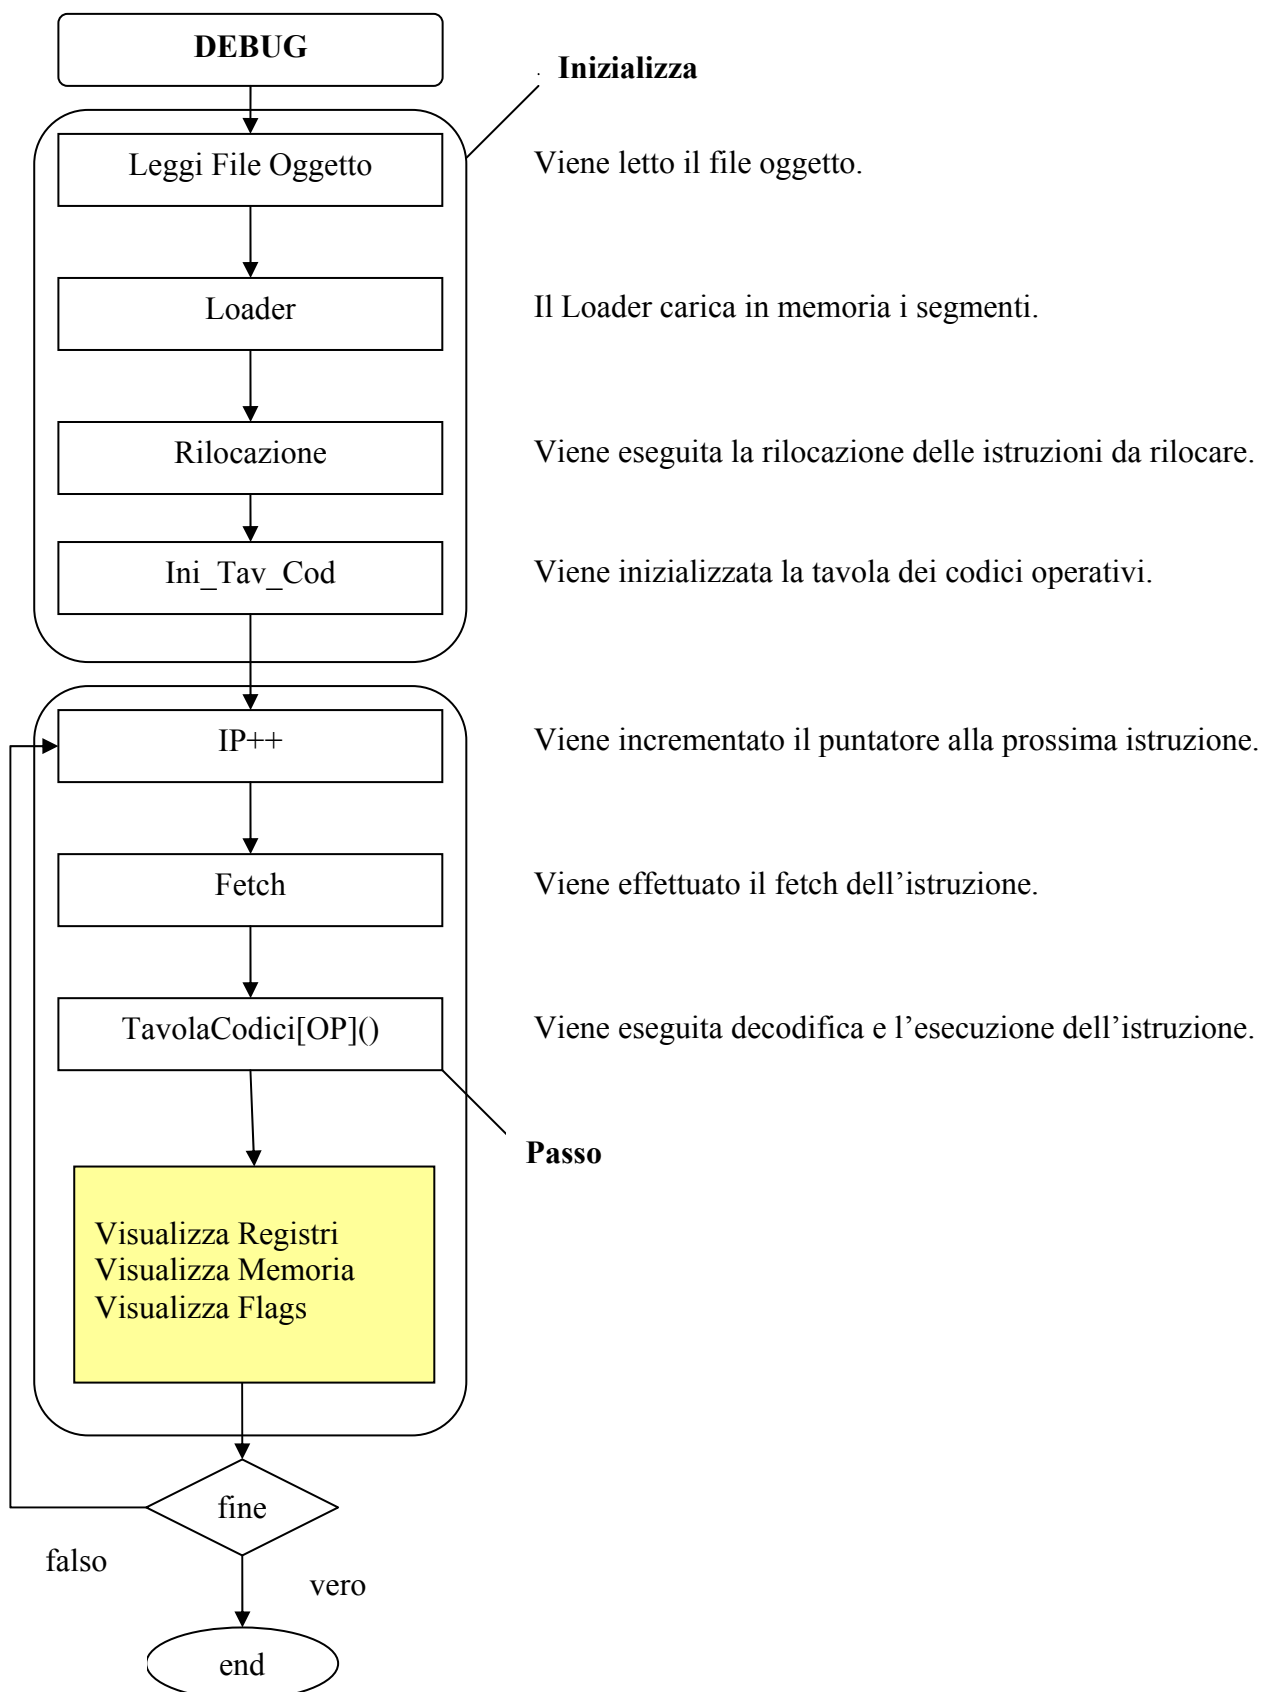 DEBUG
Inizializza
Leggi File Oggetto
Viene letto il file oggetto.
Loader
Il Loader carica in memoria i segmenti.
Rilocazione
Viene eseguita la rilocazione delle istruzioni da rilocare.
Ini_Tav_Cod
Viene inizializzata la tavola dei codici operativi.
IP++
Viene incrementato il puntatore alla prossima istruzione.
Fetch
Viene effettuato il fetch dell’istruzione.
TavolaCodici[OP]()
Viene eseguita decodifica e l’esecuzione dell’istruzione.
Passo
Visualizza Registri
Visualizza Memoria
Visualizza Flags
fine
falso
vero
end